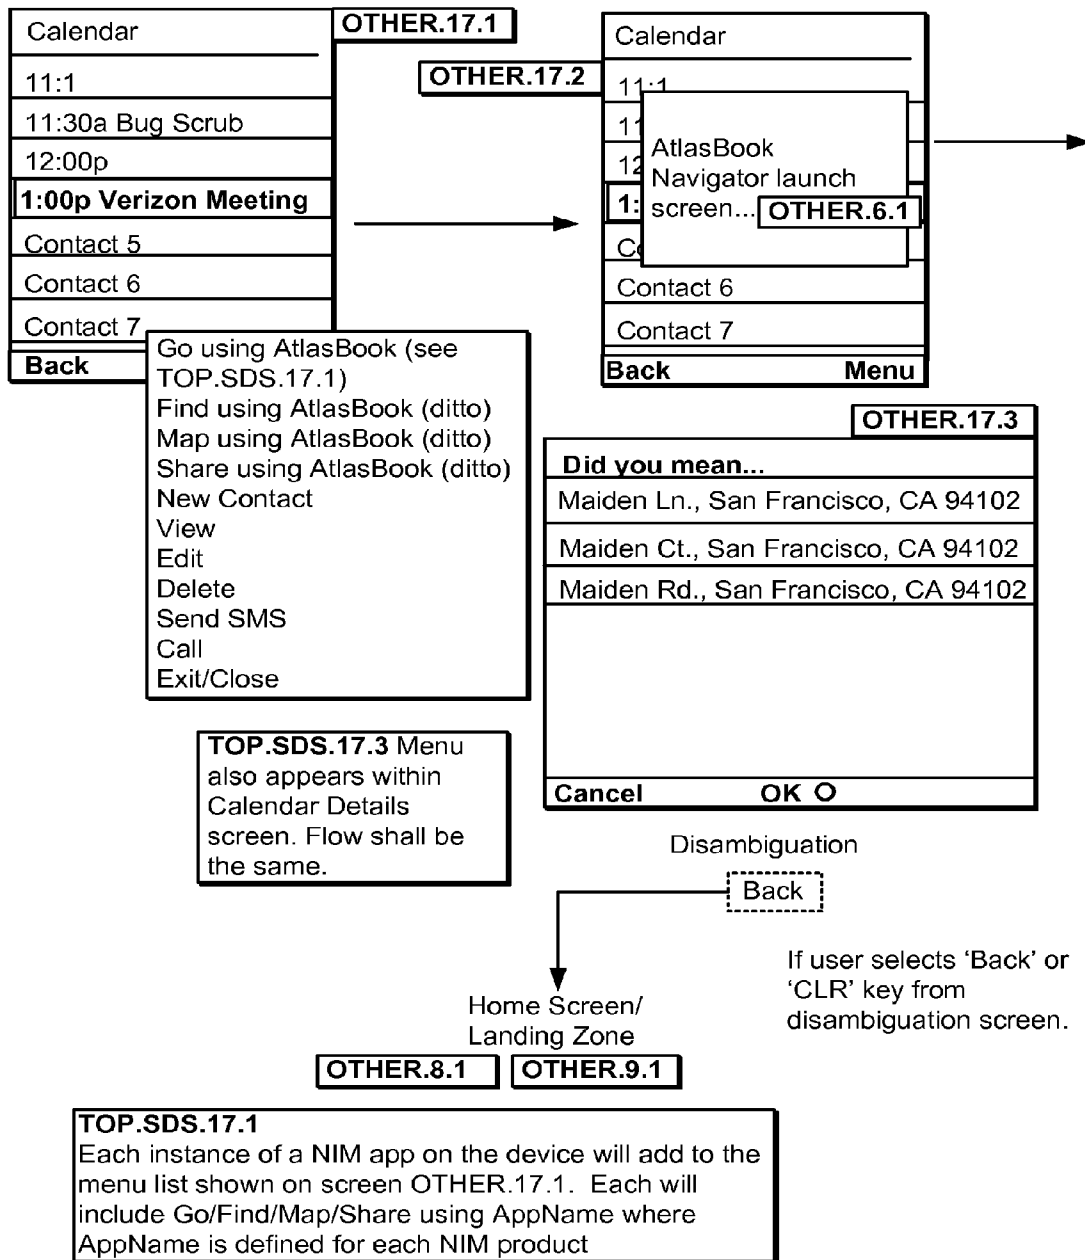 Calendar
OTHER.17.1
11:1
11:30a Bug Scrub
12:00p
1:00p Verizon Meeting
Contact 5
Contact 6
Contact 7
Back
Go using AtlasBook (see
TOP.SDS.17.1)
Find using AtlasBook (ditto)
Map using AtlasBook (ditto)
Share using AtlasBook (ditto)
New Contact
View
Edit
Delete
Send SMS
Call
Exit/Close
TOP.SDS.17.3 Menu
also appears within
Calendar Details
screen. Flow shall be
the same.
Calendar
OTHER.17.2
11:1
11
12
1:
Co
AtlasBook
Navigator launch
screen...
OTHER.6.1
Contact 6
Contact 7
Back Menu
OTHER.17.3
Did you mean...
Maiden Ln., San Francisco, CA 94102
Maiden Ct., San Francisco, CA 94102
Maiden Rd., San Francisco, CA 94102
Cancel OK O
Disambiguation
Back
If user selects ‘Back’ or
‘CLR’ key from
disambiguation screen.
Home Screen/
Landing Zone
OTHER.8.1 OTHER.9.1
TOP.SDS.17.1
Each instance of a NIM app on the device will add to the
menu list shown on screen OTHER.17.1. Each will
include Go/Find/Map/Share using AppName where
AppName is defined for each NIM product